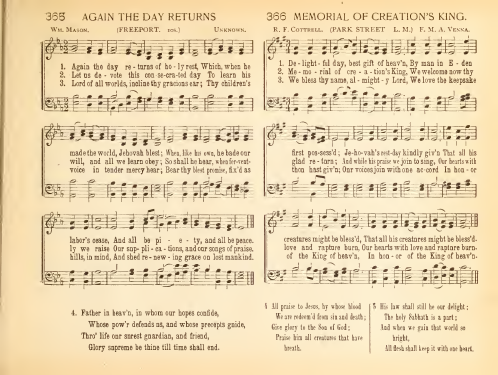 365 AGAIN THE DAY RETURNS
Wm. Mason. (FREEPORT. 10s.) Unknown.
1. Again the day re - turns of ho - ly rest, Which, when he
2. Let us de - vote this con - se - cra - ted day To learn his
3. Lord of all worlds, incline thy gracious ear; Thy children's
made the world, Jehovah blest; When, like his own, he bade our
will, and all we learn obey; So shall he hear, when fervent-
voice in tender mercy hear; Bear thy blest promise, fix'd as
labor's cease, And all be pi - e - ty, and all be peace.
ly we raise Our sup - pli - ca - tions, and our songs of praise.
hills, in mind, And shed re - new - ing grace on lost mankind.
4. Father in heav'n, in whom our hopes confide,
Whose pow'r defends us, and whose precepts guide,
Thro' life our surest guardian, and friend,
Glory supreme be thine till time shall end.
366 MEMORIAL OF CREATION'S KING.
R. F. Cottrell. (PARK STREET L. M.) F. M. A. Venna.
1. De - light - ful day, best gift of heav'n, By man in E - den
2. Me - mo - rial of cre - a - tion's King, We welcome now thy
3. We bless thy name, al - might - y Lord, We love the keepsake
first pos - sess'd; Je - ho - vah's rest-day kindly giv'n That all his
glad re - turn; And while his praise we join to sing, Our hearts with
thou hast giv'n; Our voices join with one ac - cord In hon - or
creatures might be bless'd, That all his creatures might be bless'd.
love and rapture burn, Our hearts with love and rapture burn.
of the King of heav'n, In hon - or of the King of heav'n.
4 All praise to Jesus, by whose blood
We are redeem'd from sin and death;
Give glory to the Son of God;
Praise him all creatures that have
breath.
5 His law shall still be our delight;
The holy Sabbath is a part;
And when we gain that world so
bright,
All flesh shall keep it with one heart.